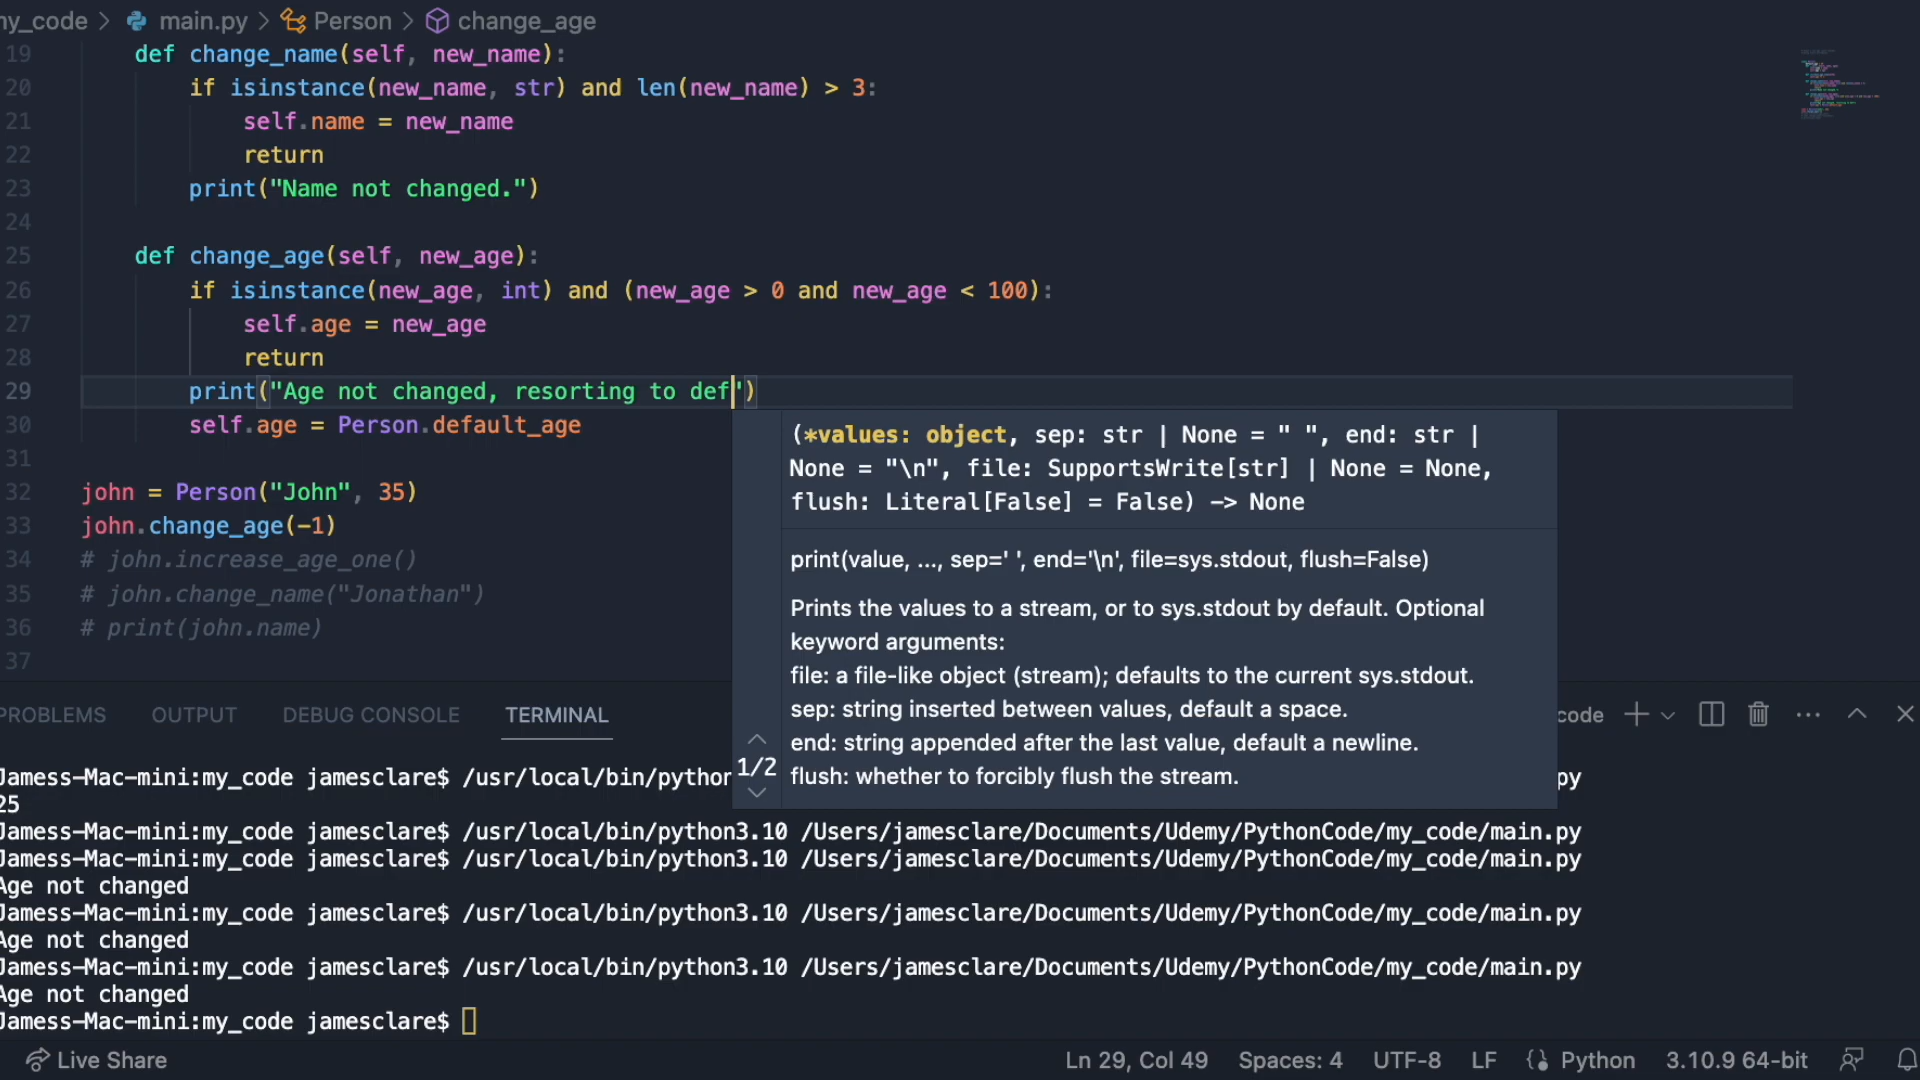 my_code > main.py > Person > change_age
19 def change_name(self, new_name):
20 if isinstance(new_name, str) and len(new_name) > 3:
21 self.name = new_name
22 return
23 print("Name not changed.")
24
25 def change_age(self, new_age):
26 if isinstance(new_age, int) and (new_age > 0 and new_age < 100):
27 self.age = new_age
28 return
29 print("Age not changed, resorting to def")
30 self.age = Person.default_age
31
32 john = Person("John", 35)
33 john.change_age(-1)
34 # john.increase_age_one()
35 # john.change_name("Jonathan")
36 # print(john.name)
37
(*values: object, sep: str | None = " ", end: str |
None = "\n", file: SupportsWrite[str] | None = None,
flush: Literal[False] = False) -> None
print(value, ..., sep=' ', end='\n', file=sys.stdout, flush=False)
Prints the values to a stream, or to sys.stdout by default. Optional
keyword arguments:
file: a file-like object (stream); defaults to the current sys.stdout.
sep: string inserted between values, default a space.
end: string appended after the last value, default a newline.
1/2 flush: whether to forcibly flush the stream.
PROBLEMS OUTPUT DEBUG CONSOLE TERMINAL code
Jamess-Mac-mini:my_code jamesclare$ /usr/local/bin/python py
25
Jamess-Mac-mini:my_code jamesclare$ /usr/local/bin/python3.10 /Users/jamesclare/Documents/Udemy/PythonCode/my_code/main.py
Jamess-Mac-mini:my_code jamesclare$ /usr/local/bin/python3.10 /Users/jamesclare/Documents/Udemy/PythonCode/my_code/main.py
Age not changed
Jamess-Mac-mini:my_code jamesclare$ /usr/local/bin/python3.10 /Users/jamesclare/Documents/Udemy/PythonCode/my_code/main.py
Age not changed
Jamess-Mac-mini:my_code jamesclare$ /usr/local/bin/python3.10 /Users/jamesclare/Documents/Udemy/PythonCode/my_code/main.py
Age not changed
Jamess-Mac-mini:my_code jamesclare$
Live Share Ln 29, Col 49 Spaces: 4 UTF-8 LF Python 3.10.9 64-bit